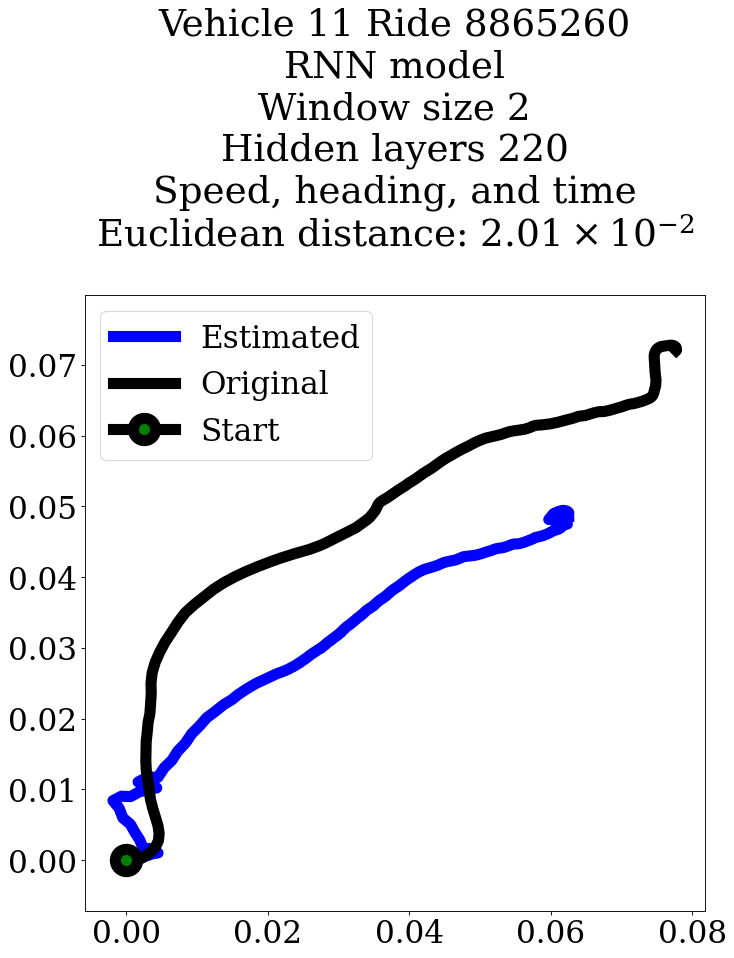 Vehicle 11 Ride 8865260
RNN model
Window size 2
Hidden layers 220
Speed, heading, and time
Euclidean distance: 2.01 × 10⁻²
Estimated
Original
Start
0.07
0.06
0.05
0.04
0.03
0.02
0.01
0.00
0.00 0.02 0.04 0.06 0.08